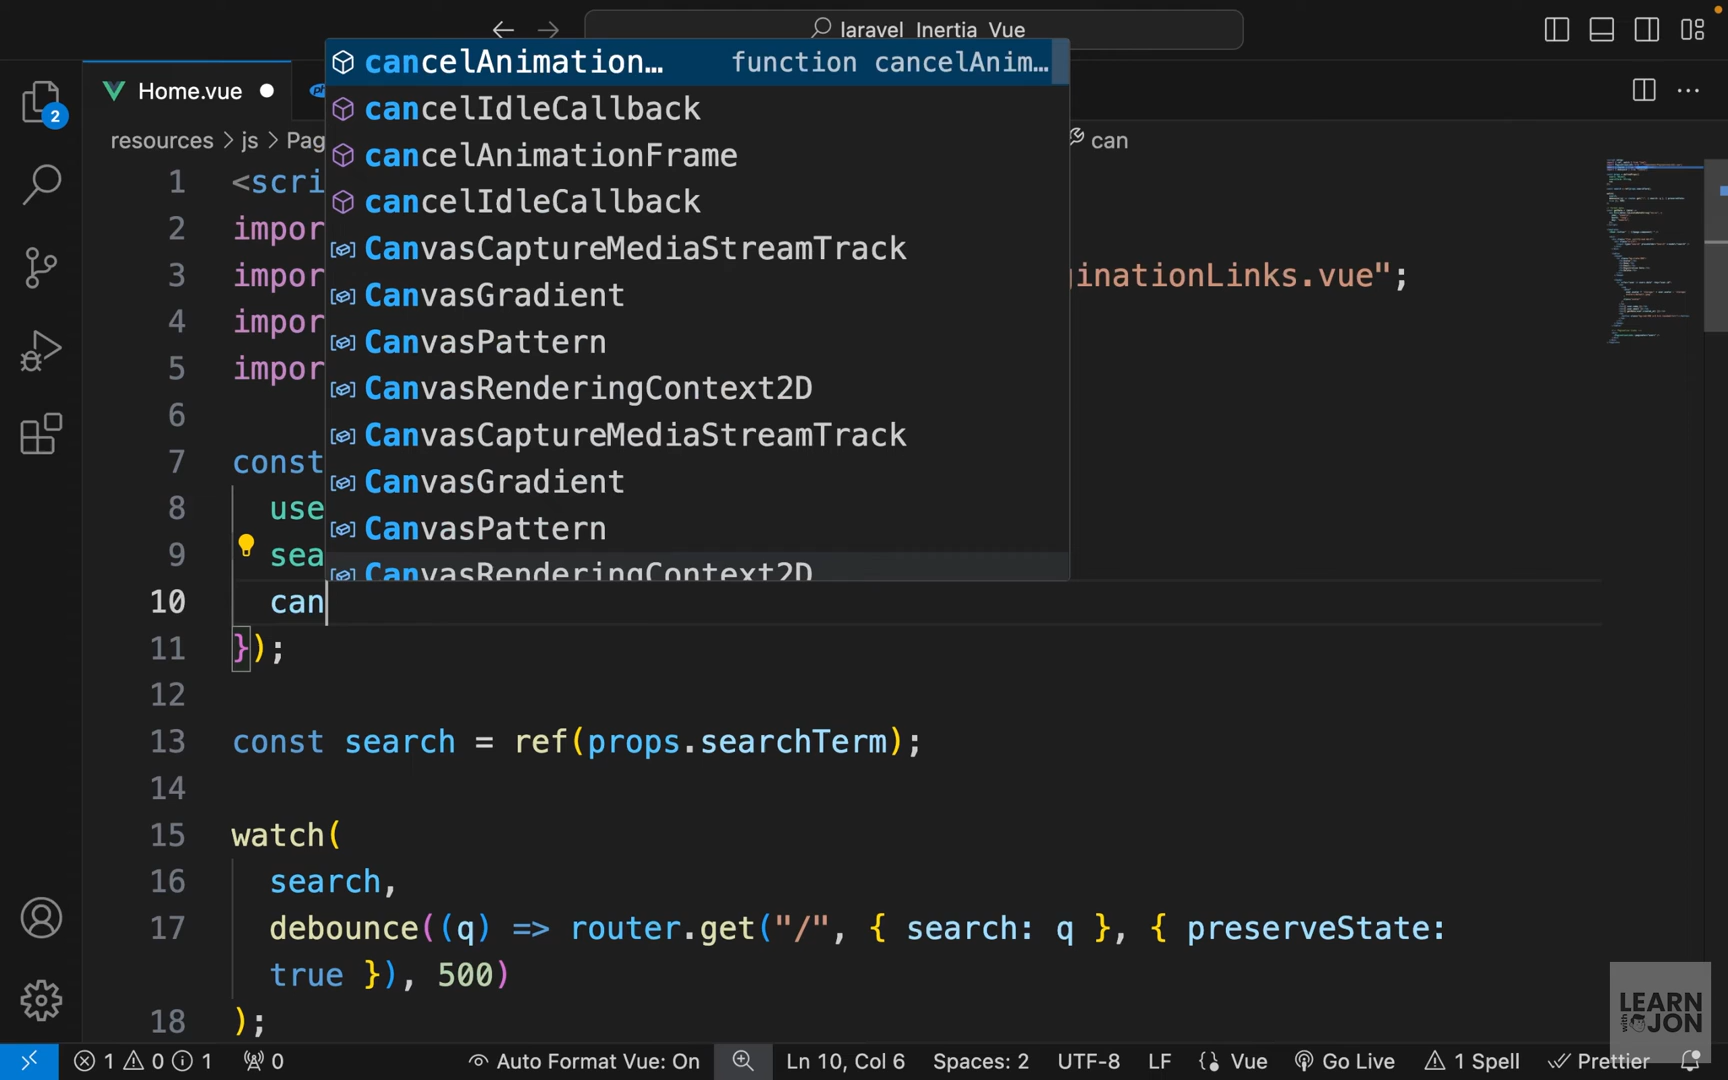 laravel Inertia Vue
Home.vue
2
resources > js > Pag
can
cancelAnimation… function cancelAnim…
cancelIdleCallback
cancelAnimationFrame
cancelIdleCallback
CanvasCaptureMediaStreamTrack
CanvasGradient
CanvasPattern
CanvasRenderingContext2D
CanvasCaptureMediaStreamTrack
CanvasGradient
CanvasPattern
CanvasRenderingContext2D
1 <scri
2 impor
3 impor ginationLinks.vue";
4 impor
5 impor
6
7 const
8 use
9 sea
10 can
11 });
12
13 const search = ref(props.searchTerm);
14
15 watch(
16 search,
17 debounce((q) => router.get("/", { search: q }, { preserveState:
true }), 500)
18 );
LEARN
with JON
1 0 1 0 Auto Format Vue: On Ln 10, Col 6 Spaces: 2 UTF-8 LF {} Vue Go Live 1 Spell Prettier